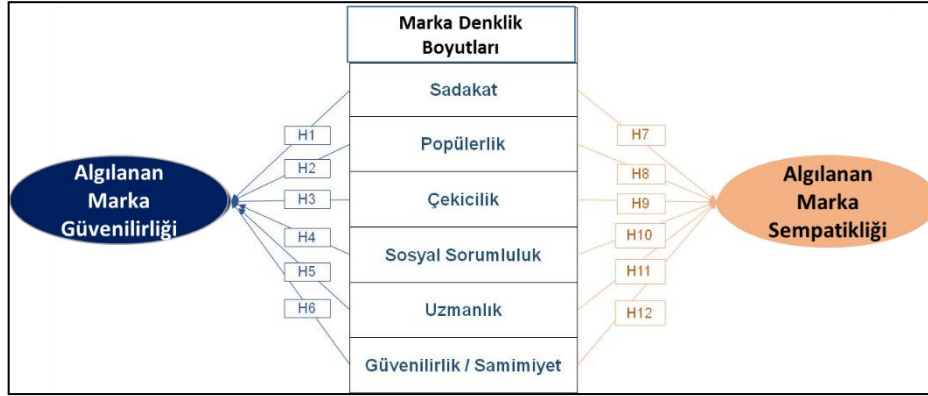 Marka Denklik
Boyutları
Sadakat
Popülerlik
Çekicilik
Sosyal Sorumluluk
Uzmanlık
Güvenilirlik / Samimiyet
Algılanan
Marka
Güvenilirliği
H1
H2
H3
H4
H5
H6
H7
H8
H9
H10
H11
H12
Algılanan
Marka
Sempatikliği